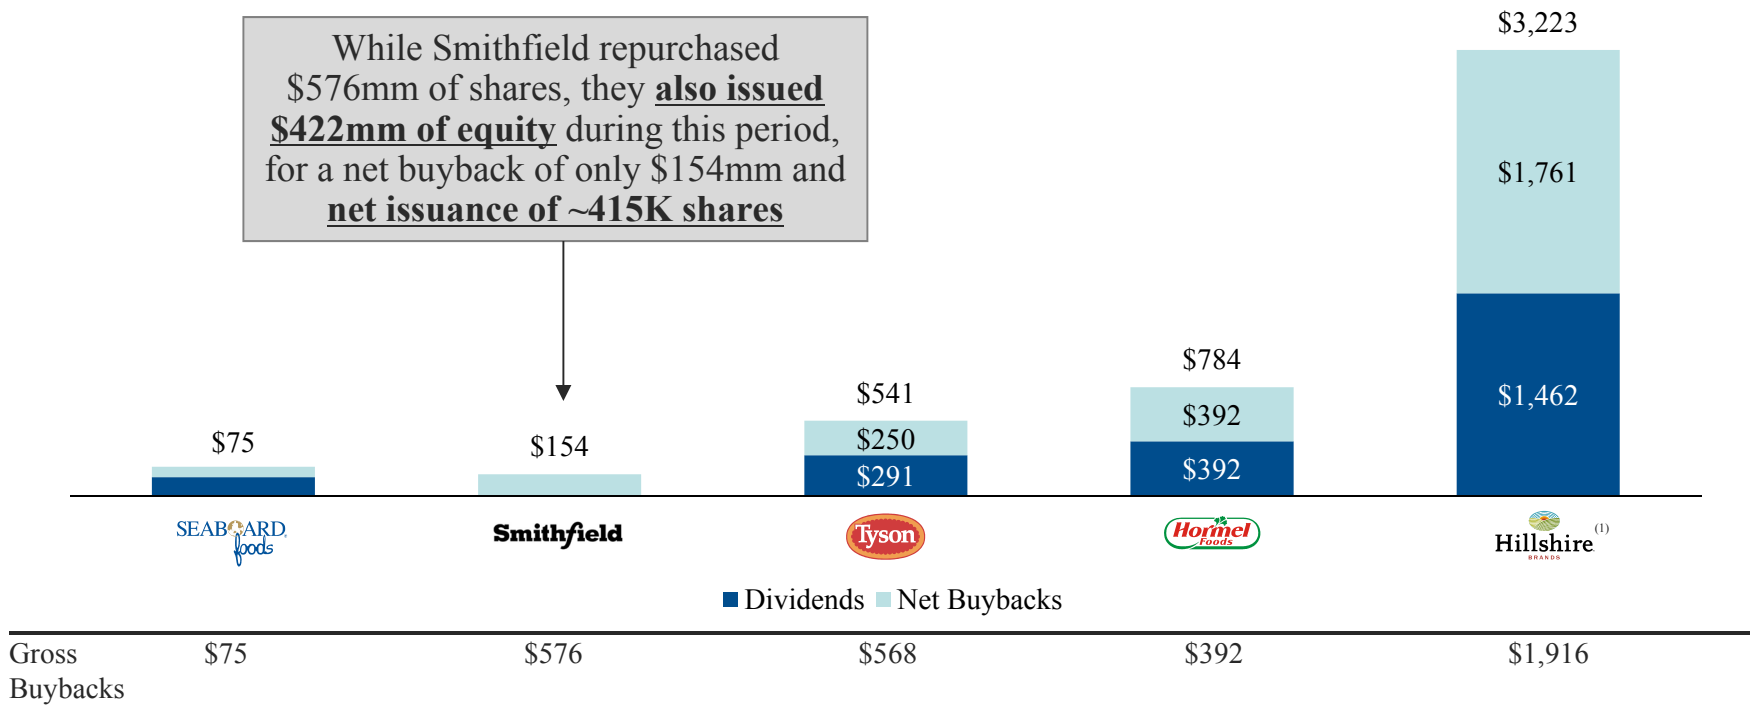 $3,223
While Smithfield repurchased
$576mm of shares, they also issued
$422mm of equity during this period,
for a net buyback of only $154mm and
net issuance of ~415K shares
$1,761
$784
$541
$392
$1,462
$75
$154
$250
$291
$392
SEABOARD
foods
Smithfield
Tyson
Hormel
Foods
Hillshire (1)
BRANDS
Dividends Net Buybacks
Gross $75 $576 $568 $392 $1,916
Buybacks